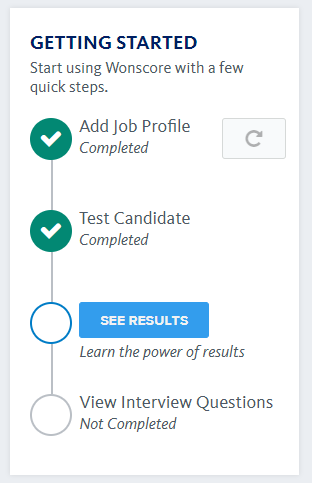 GETTING STARTED
Start using Wonscore with a few
quick steps.
Add Job Profile
Completed
Test Candidate
Completed
SEE RESULTS
Learn the power of results
View Interview Questions
Not Completed